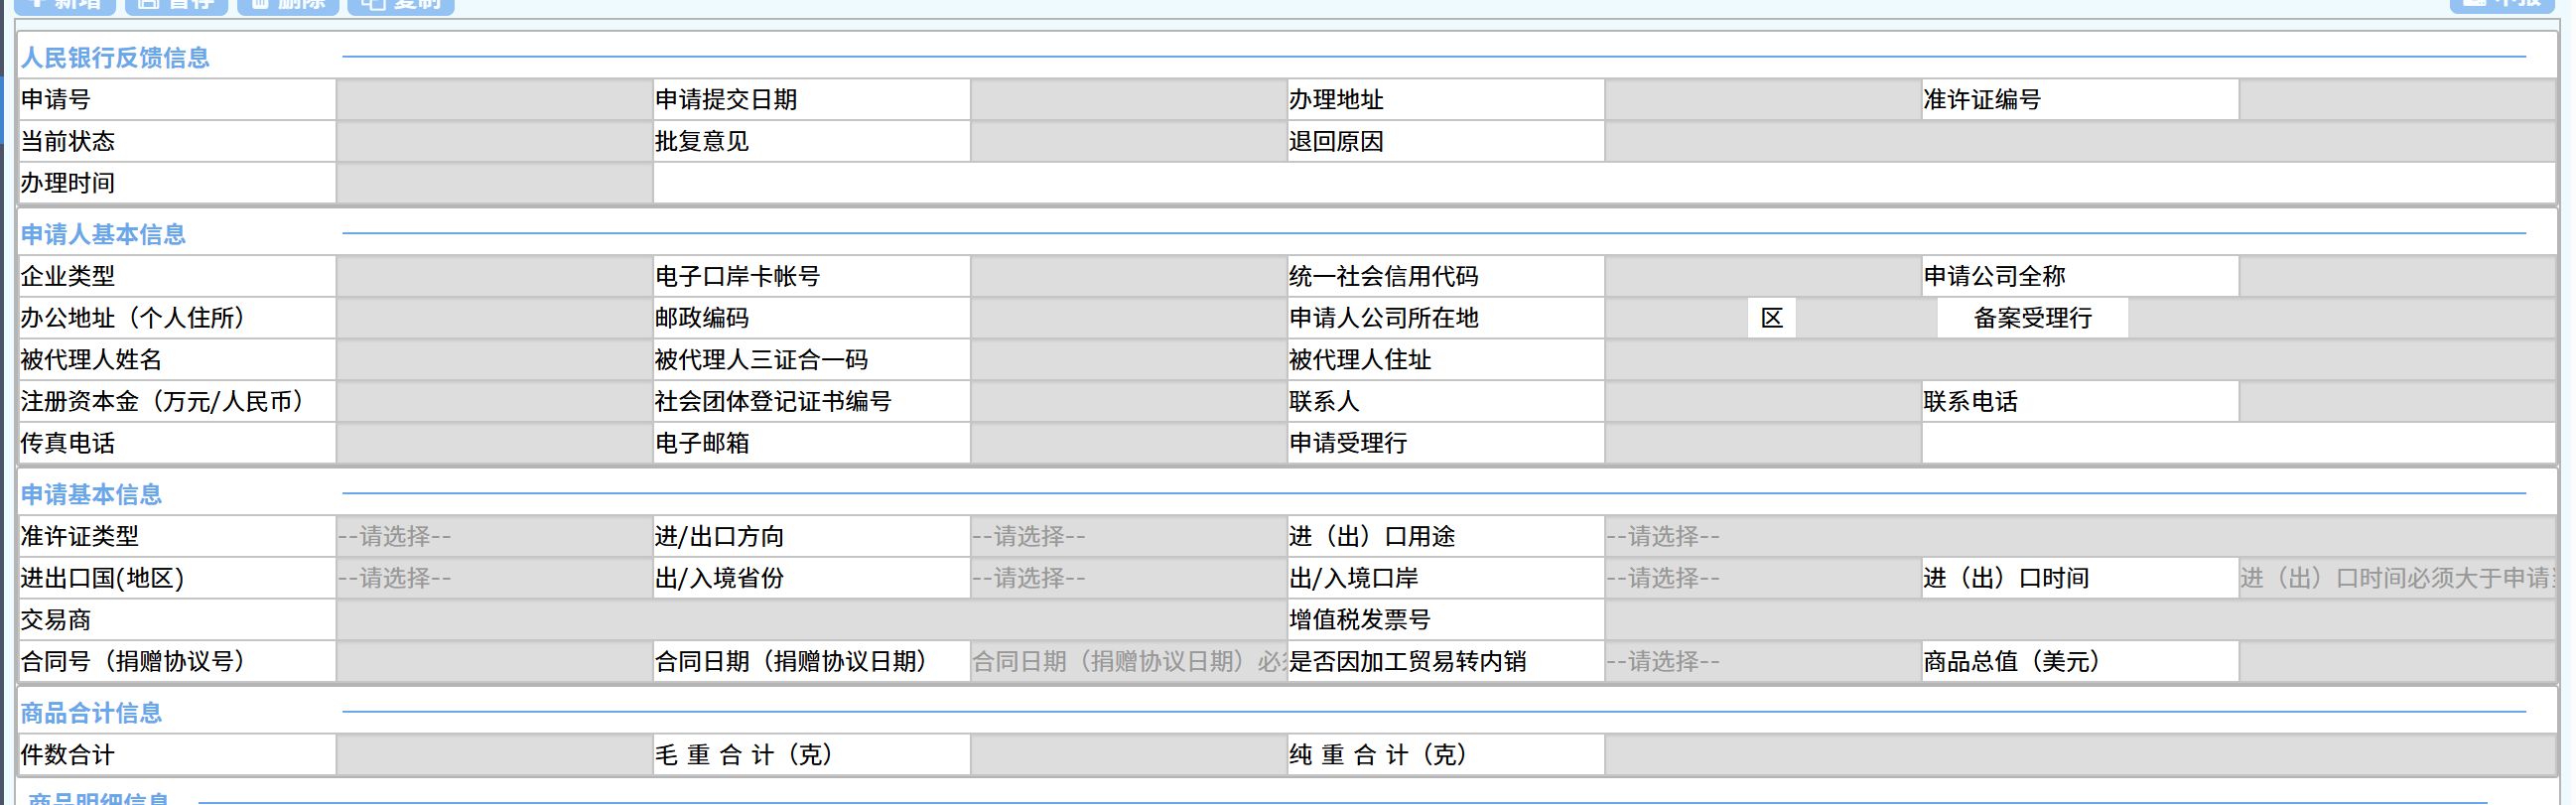 新增 暂存 删除 复制 申报
人民银行反馈信息
申请号 申请提交日期 办理地址 准许证编号
当前状态 批复意见 退回原因
办理时间
申请人基本信息
企业类型 电子口岸卡帐号 统一社会信用代码 申请公司全称
办公地址（个人住所） 邮政编码 申请人公司所在地 区 备案受理行
被代理人姓名 被代理人三证合一码 被代理人住址
注册资本金（万元/人民币） 社会团体登记证书编号 联系人 联系电话
传真电话 电子邮箱 申请受理行
申请基本信息
准许证类型 --请选择-- 进/出口方向 --请选择-- 进（出）口用途 --请选择--
进出口国(地区) --请选择-- 出/入境省份 --请选择-- 出/入境口岸 --请选择-- 进（出）口时间 进（出）口时间必须大于申请
交易商 增值税发票号
合同号（捐赠协议号） 合同日期（捐赠协议日期） 合同日期（捐赠协议日期）必 是否因加工贸易转内销 --请选择-- 商品总值（美元）
商品合计信息
件数合计 毛 重 合 计（克） 纯 重 合 计（克）
商品明细信息